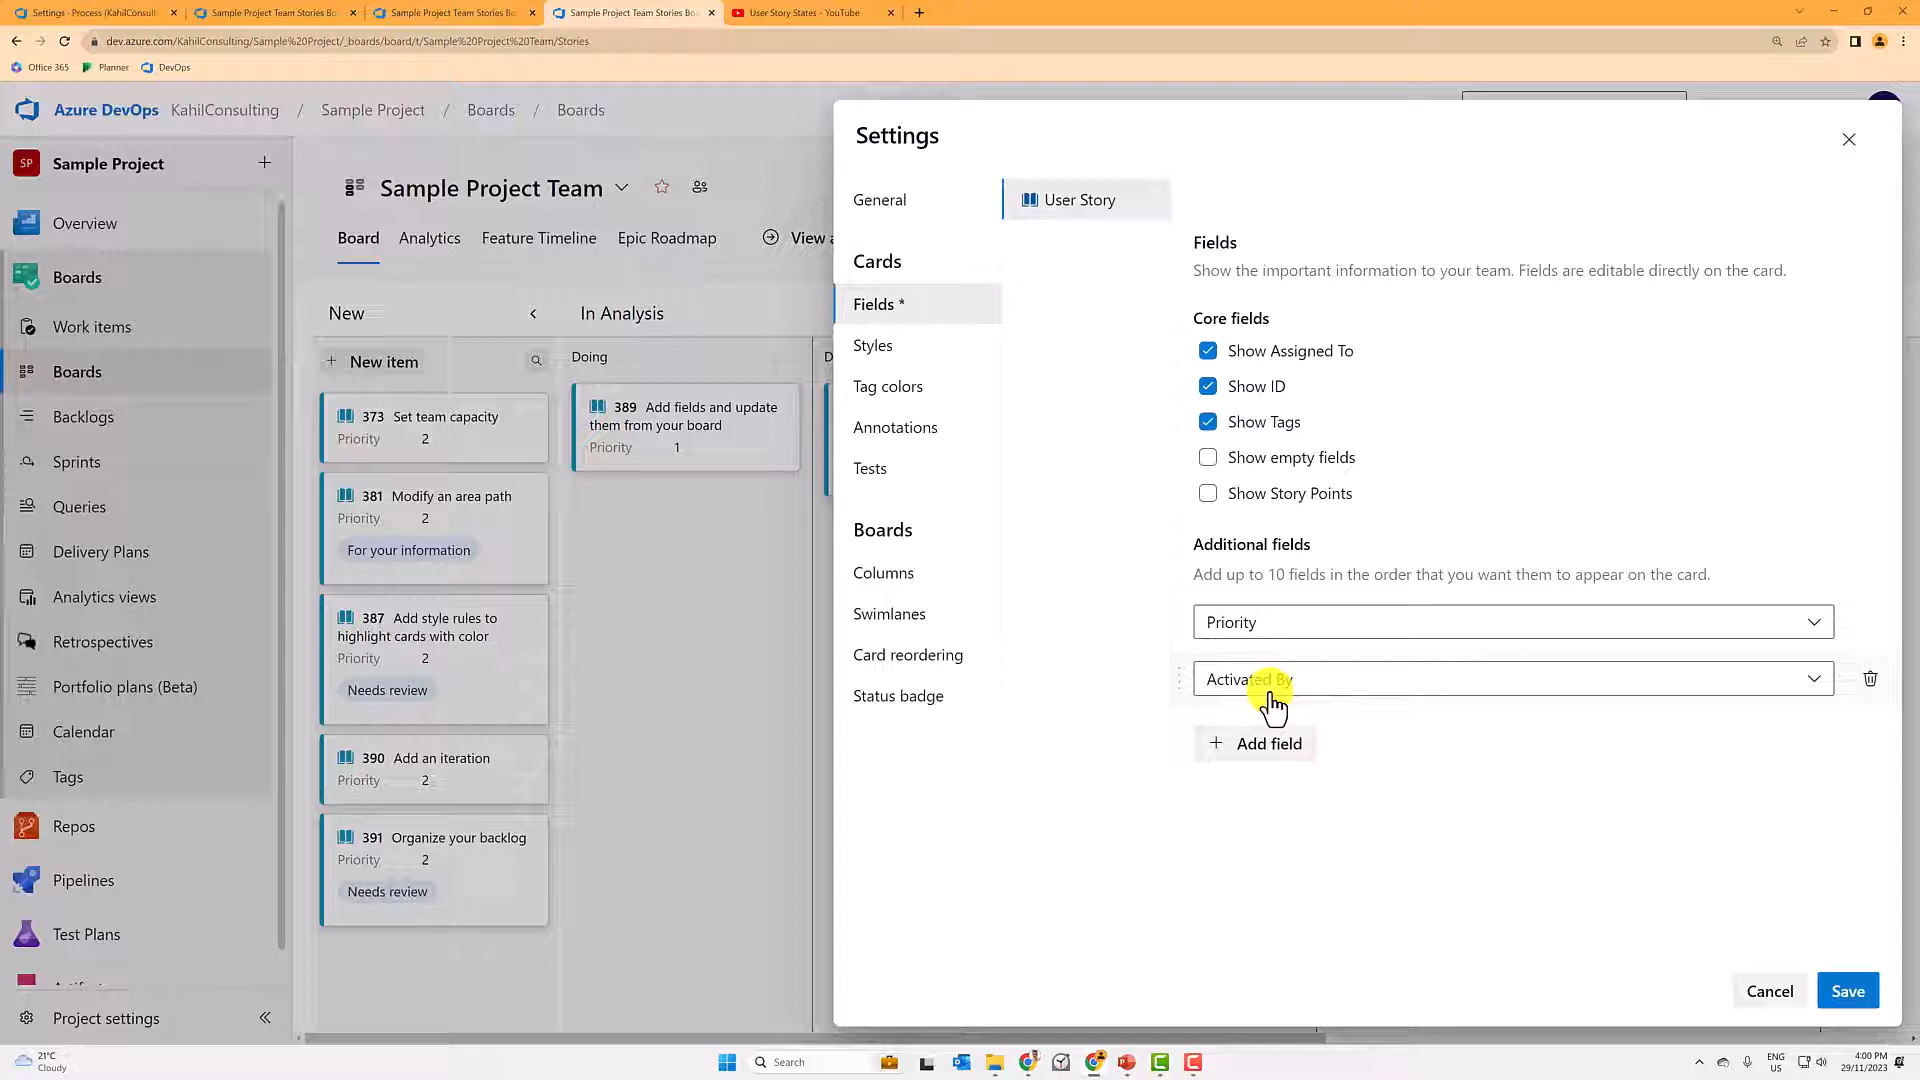 Settings - Process (KahilConsulti
Sample Project Team Stories Bo
Sample Project Team Stories Bo
Sample Project Team Stories Bo
User Story States - YouTube
dev.azure.com/KahilConsulting/Sample%20Project/_boards/board/t/Sample%20Project%20Team/Stories
Office 365
Planner
DevOps
Azure DevOps
KahilConsulting
/
Sample Project
/
Boards
/
Boards
SP
Sample Project
Overview
Boards
Work items
Boards
Backlogs
Sprints
Queries
Delivery Plans
Analytics views
Retrospectives
Portfolio plans (Beta)
Calendar
Tags
Repos
Pipelines
Test Plans
Project settings
Sample Project Team
Board
Analytics
Feature Timeline
Epic Roadmap
View a
New
In Analysis
New item
Doing
D
373 Set team capacity
Priority 2
381 Modify an area path
Priority 2
For your information
387 Add style rules to
highlight cards with color
Priority 2
Needs review
390 Add an iteration
Priority 2
391 Organize your backlog
Priority 2
Needs review
389 Add fields and update
them from your board
Priority 1
Settings
General
Cards
Fields *
Styles
Tag colors
Annotations
Tests
Boards
Columns
Swimlanes
Card reordering
Status badge
User Story
Fields
Show the important information to your team. Fields are editable directly on the card.
Core fields
Show Assigned To
Show ID
Show Tags
Show empty fields
Show Story Points
Additional fields
Add up to 10 fields in the order that you want them to appear on the card.
Priority
Activated By
Add field
Cancel
Save
21°C
Cloudy
Search
ENG
US
4:00 PM
29/11/2023